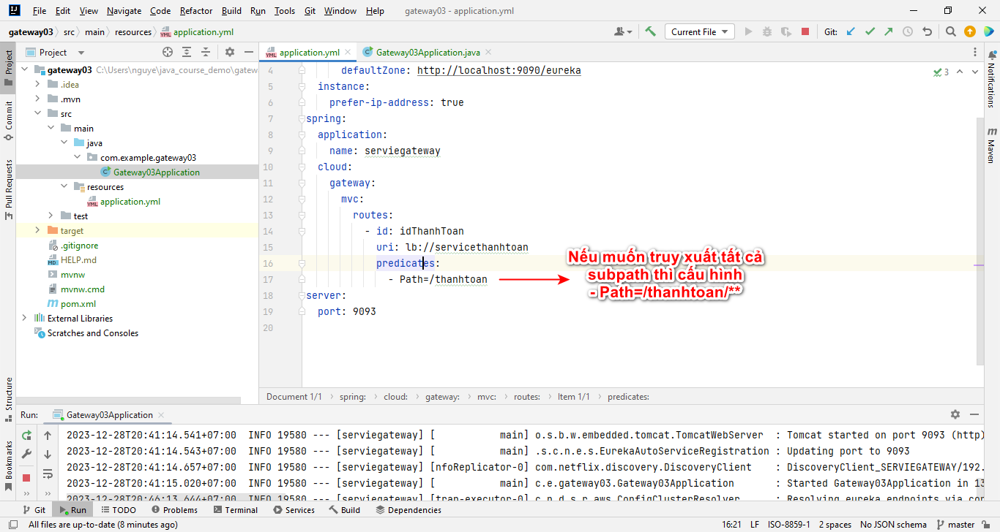 File Edit View Navigate Code Refactor Build Run Tools Git Window Help gateway03 - application.yml
gateway03 src main resources application.yml
Current File
Git:
Project
gateway03 C:\Users\nguye\java_course_demo\gatew
.idea
.mvn
src
main
java
com.example.gateway03
Gateway03Application
resources
application.yml
test
target
.gitignore
HELP.md
mvnw
mvnw.cmd
pom.xml
External Libraries
Scratches and Consoles
Project
Commit
Pull Requests
Structure
Bookmarks
application.yml
Gateway03Application.java
3
4 defaultZone: http://localhost:9090/eureka
5 instance:
6 prefer-ip-address: true
7 spring:
8 application:
9 name: serviegateway
10 cloud:
11 gateway:
12 mvc:
13 routes:
14 - id: idThanhToan
15 uri: lb://servicethanhtoan
16 predicates:
17 - Path=/thanhtoan
18 server:
19 port: 9093
20
Nếu muốn truy xuất tất cả
subpath thì cấu hình
- Path=/thanhtoan/**
Notifications
Maven
Document 1/1 spring: cloud: gateway: mvc: routes: Item 1/1 predicates:
Run: Gateway03Application
2023-12-28T20:41:14.541+07:00 INFO 19580 --- [serviegateway] [ main] o.s.b.w.embedded.tomcat.TomcatWebServer : Tomcat started on port 9093 (http)
2023-12-28T20:41:14.543+07:00 INFO 19580 --- [serviegateway] [ main] .s.c.n.e.s.EurekaAutoServiceRegistration : Updating port to 9093
2023-12-28T20:41:14.657+07:00 INFO 19580 --- [serviegateway] [nfoReplicator-0] com.netflix.discovery.DiscoveryClient : DiscoveryClient_SERVIEGATEWAY/192.
2023-12-28T20:41:15.020+07:00 INFO 19580 --- [serviegateway] [ main] c.e.gateway03.Gateway03Application : Started Gateway03Application in 13
2023-12-28T20:46:13.644+07:00 INFO 19580 --- [serviegateway] [trap-executor-0] c.n.d.s.r.aws.ConfigClusterResolver : Resolving eureka endpoints via con
Git Run TODO Problems Terminal Services Build Dependencies
All files are up-to-date (8 minutes ago) 16:21 LF ISO-8859-1 2 spaces No JSON schema master